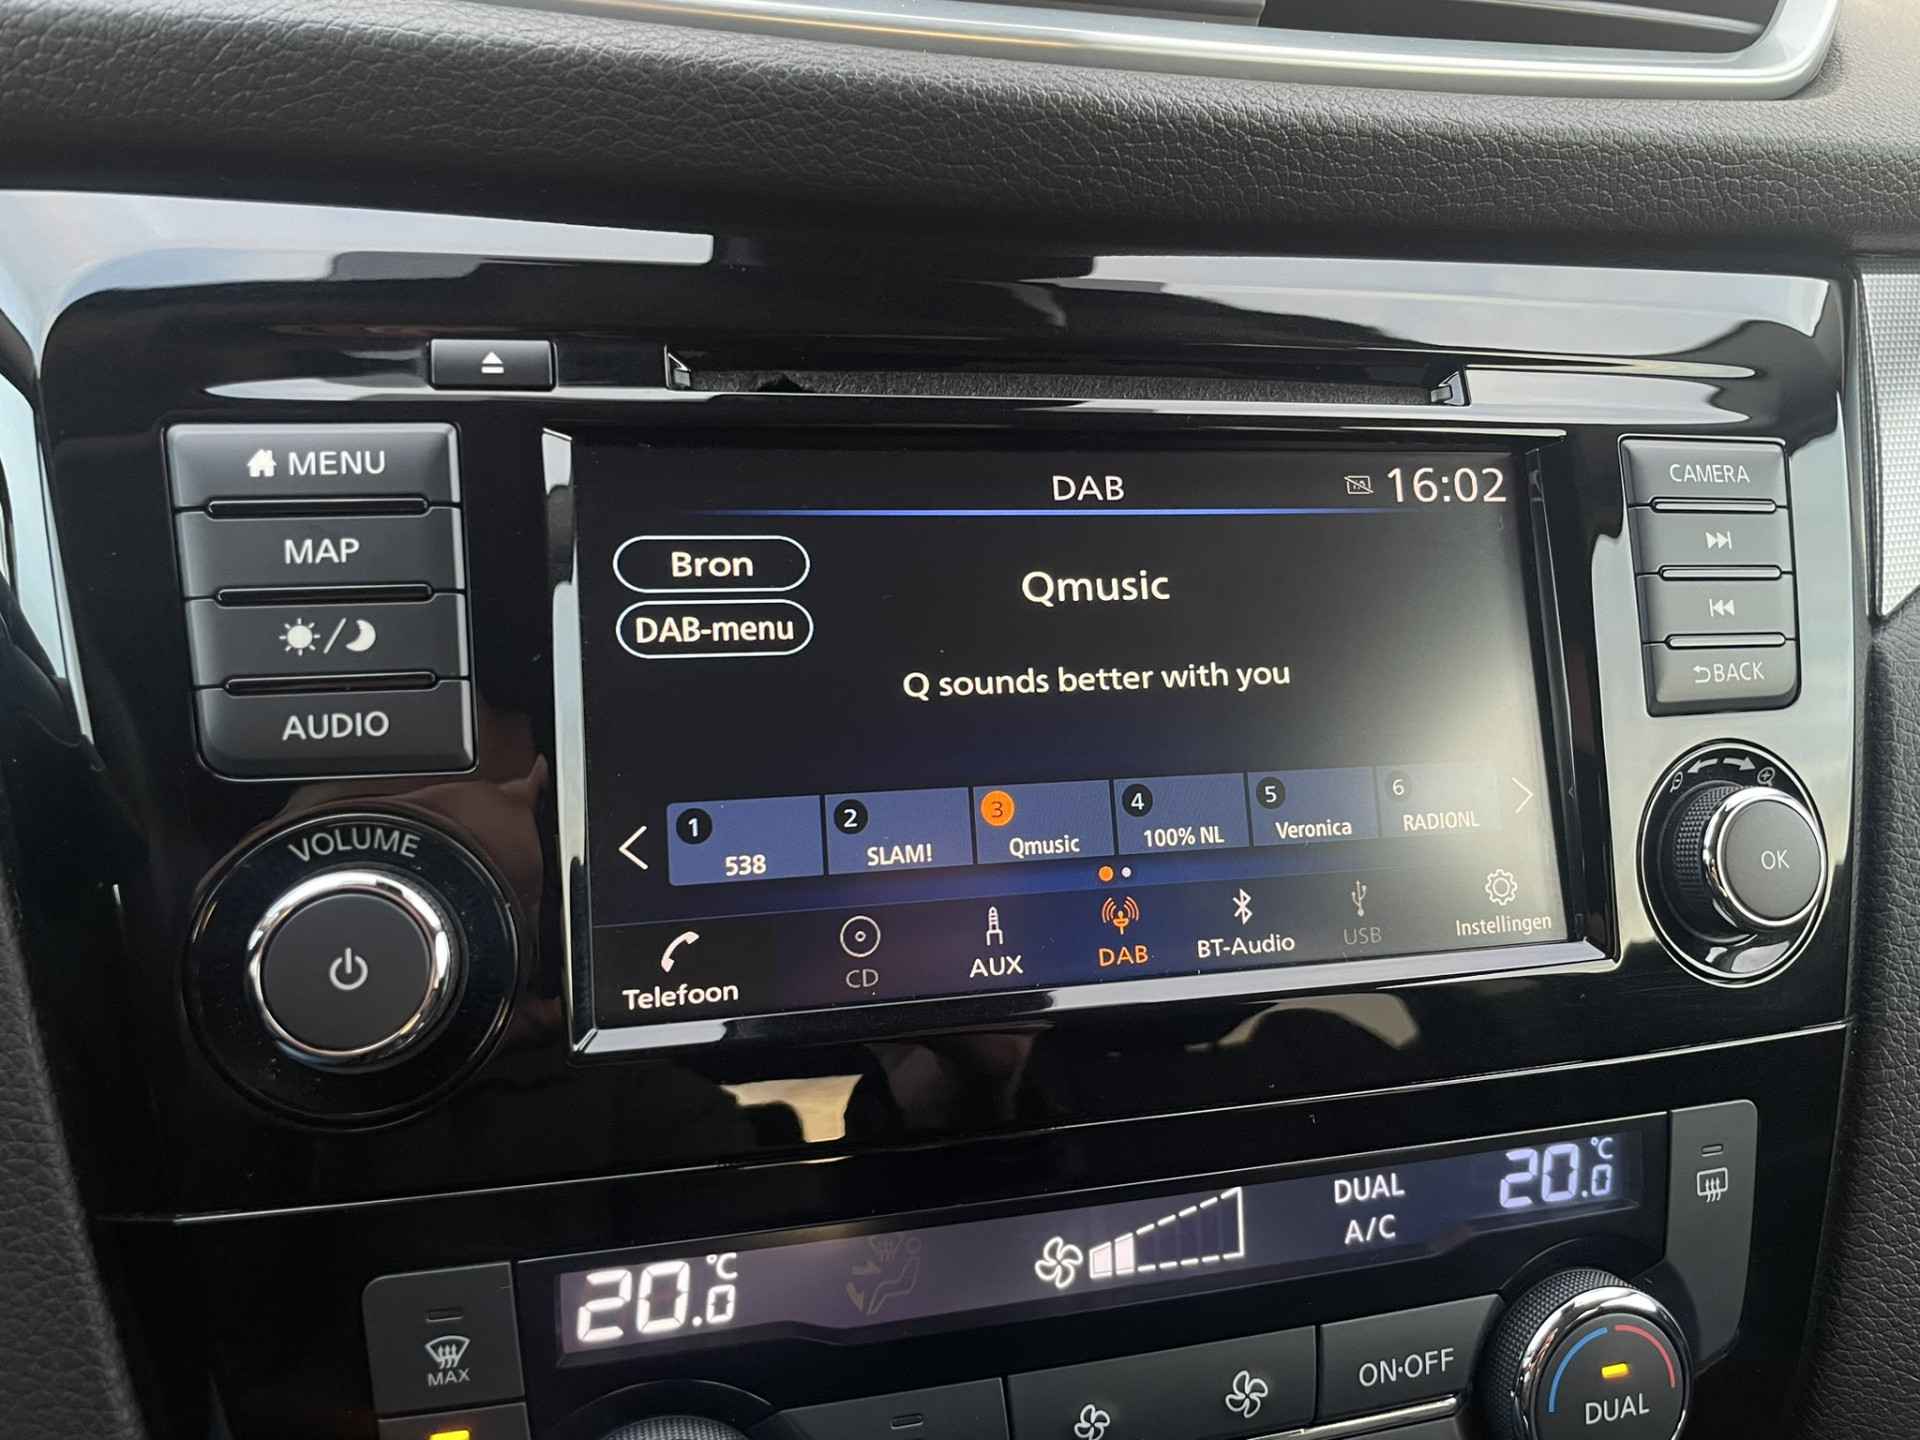 MENU
MAP
AUDIO
VOLUME
DAB
16:02
Bron
DAB-menu
Qmusic
Q sounds better with you
1 538
2 SLAM!
3 Qmusic
4 100% NL
5 Veronica
6 RADIONL
Telefoon
CD
AUX
DAB
BT-Audio
USB
Instellingen
CAMERA
BACK
OK
20.0 °C
DUAL
A/C
20.0 °C
MAX
ON·OFF
DUAL